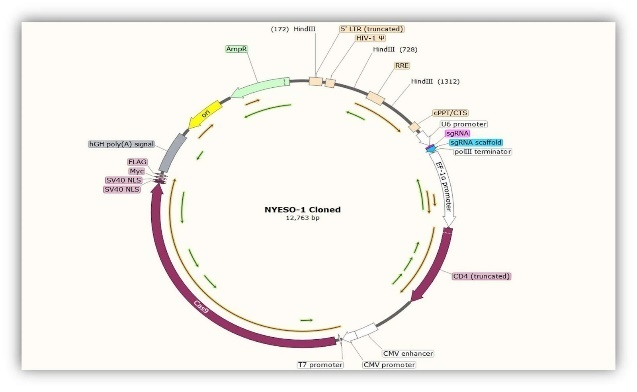 (172) HindIII
5' LTR (truncated)
HIV-1 Ψ
HindIII (728)
RRE
HindIII (1312)
cPPT/CTS
U6 promoter
sgRNA
sgRNA scaffold
polIII terminator
EF-1α promoter
CD4 (truncated)
CMV enhancer
CMV promoter
T7 promoter
Cas9
SV40 NLS
SV40 NLS
Myc
FLAG
hGH poly(A) signal
ori
AmpR
NYESO-1 Cloned
12,763 bp